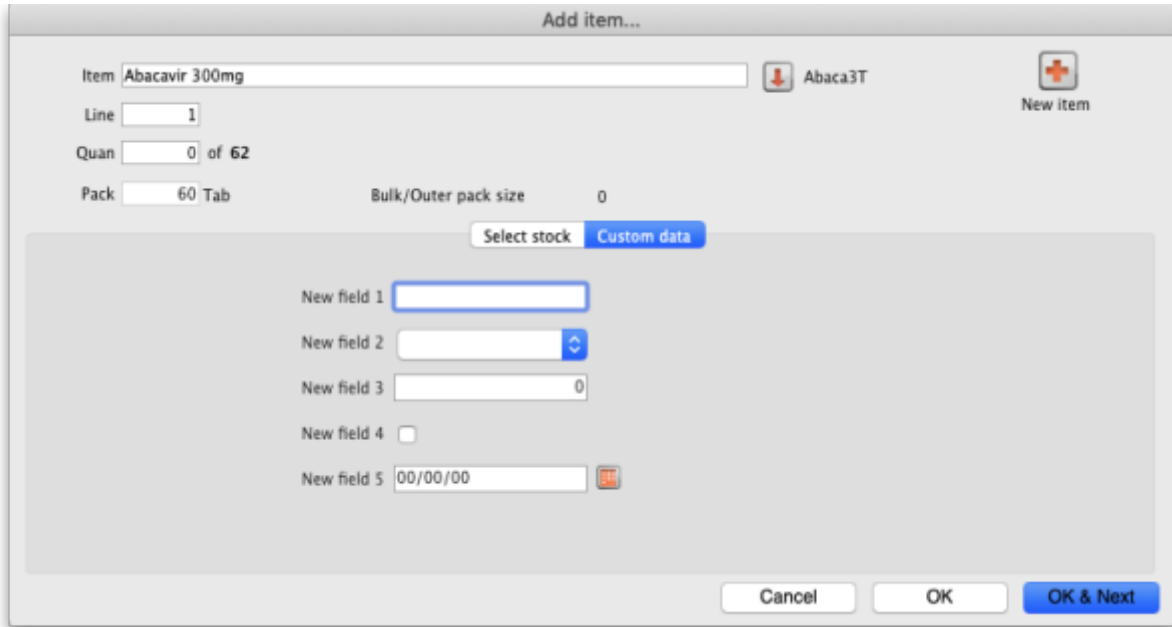 Add item...
Item Abacavir 300mg Abaca3T
New item
Line 1
Quan 0 of 62
Pack 60 Tab Bulk/Outer pack size 0
Select stock Custom data
New field 1
New field 2
New field 3 0
New field 4
New field 5 00/00/00
Cancel OK OK & Next